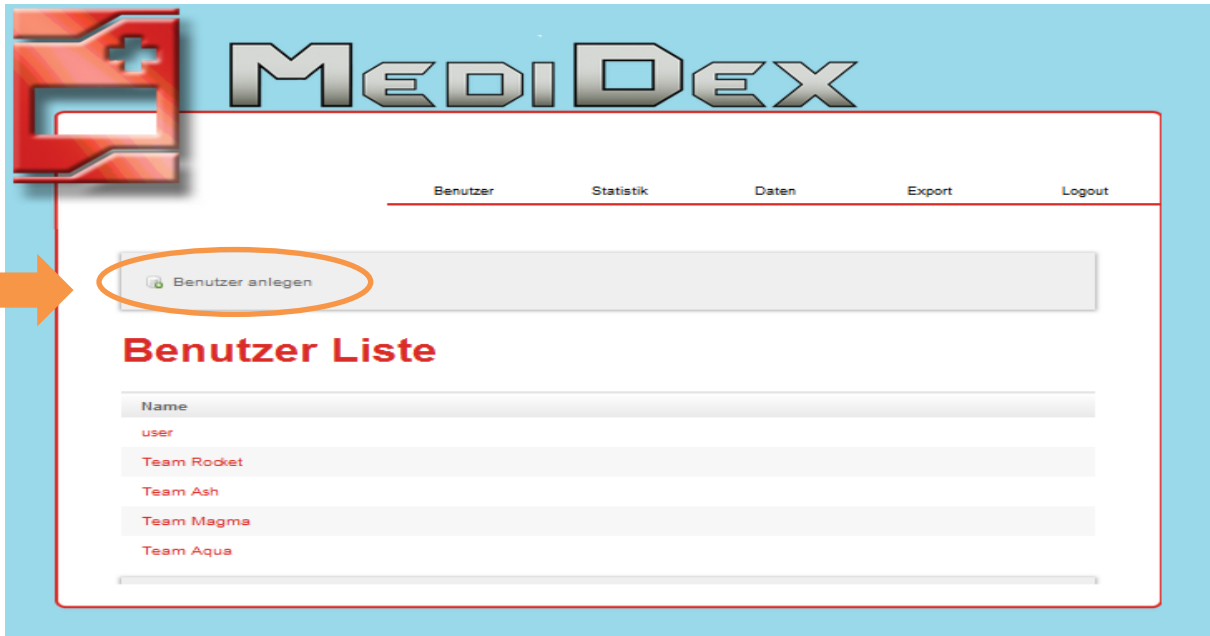 MEDIDEX
Benutzer Statistik Daten Export Logout
Benutzer anlegen
Benutzer Liste
Name
user
Team Rocket
Team Ash
Team Magma
Team Aqua